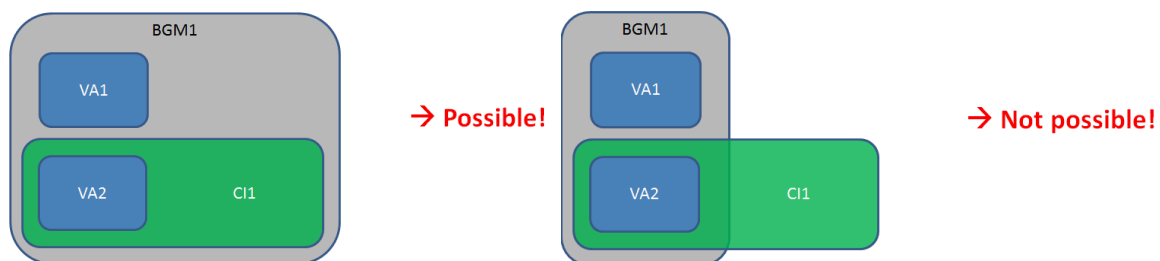 BGM1
VA1
→ Possible!
VA2
CI1
BGM1
VA1
→ Not possible!
VA2
CI1